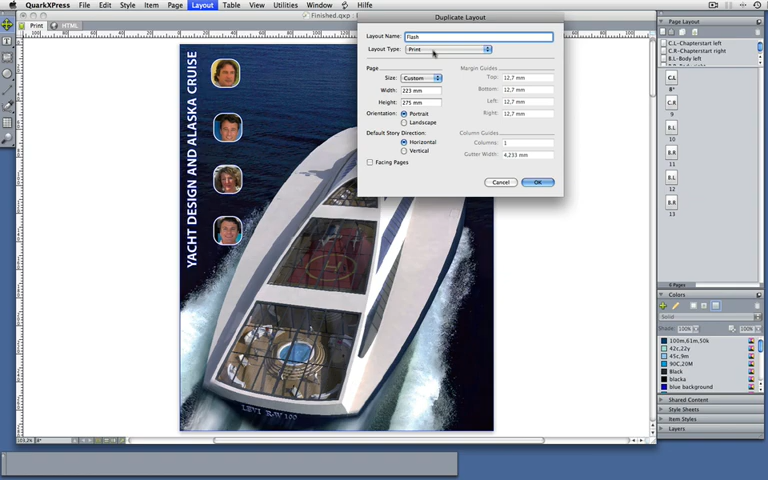 QuarkXPress File Edit Style Item Page Layout Table View Utilities Window Hilfe
Finished.qxp
Print HTML
Duplicate Layout
Layout Name: Flash
Layout Type: Print
Page
Size: Custom
Width: 223 mm
Height: 275 mm
Orientation: Portrait
Landscape
Default Story Direction:
Horizontal
Vertical
Facing Pages
Margin Guides
Top: 12,7 mm
Bottom: 12,7 mm
Left: 12,7 mm
Right: 12,7 mm
Column Guides
Columns: 1
Gutter Width: 4,233 mm
Cancel OK
YACHT DESIGN AND ALASKA CRUISE
Page Layout
C.L-Chapterstart left
C.R-Chapterstart right
B.L-Body left
C.L
8*
C.R
9
B.L
10
B.R
11
B.L
12
B.R
13
6 Pages
Colors
Solid
Shade: 100% 100%
100m,61m,50k
42c,22y
45c,9m
90C,20M
Black
blacka
blue background
Shared Content
Style Sheets
Item Styles
Layers